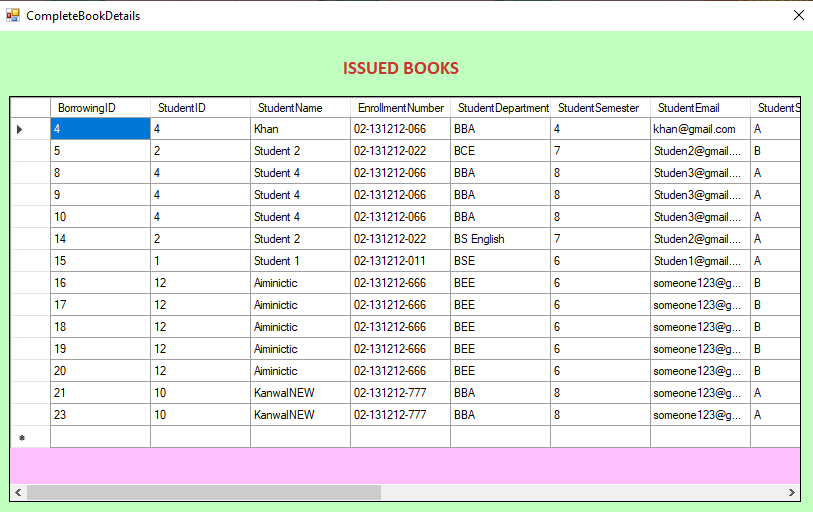 CompleteBookDetails
ISSUED BOOKS
BorrowingID StudentID StudentName EnrollmentNumber StudentDepartment StudentSemester StudentEmail StudentS
4 4 Khan 02-131212-066 BBA 4 khan@gmail.com A
5 2 Student 2 02-131212-022 BCE 7 Studen2@gmail.... B
8 4 Student 4 02-131212-066 BBA 8 Studen3@gmail.... A
9 4 Student 4 02-131212-066 BBA 8 Studen3@gmail.... A
10 4 Student 4 02-131212-066 BBA 8 Studen3@gmail.... A
14 2 Student 2 02-131212-022 BS English 7 Studen2@gmail.... A
15 1 Student 1 02-131212-011 BSE 6 Studen1@gmail.... A
16 12 Aiminictic 02-131212-666 BEE 6 someone123@g... B
17 12 Aiminictic 02-131212-666 BEE 6 someone123@g... B
18 12 Aiminictic 02-131212-666 BEE 6 someone123@g... B
19 12 Aiminictic 02-131212-666 BEE 6 someone123@g... B
20 12 Aiminictic 02-131212-666 BEE 6 someone123@g... B
21 10 KanwalNEW 02-131212-777 BBA 8 someone123@g... A
23 10 KanwalNEW 02-131212-777 BBA 8 someone123@g... A